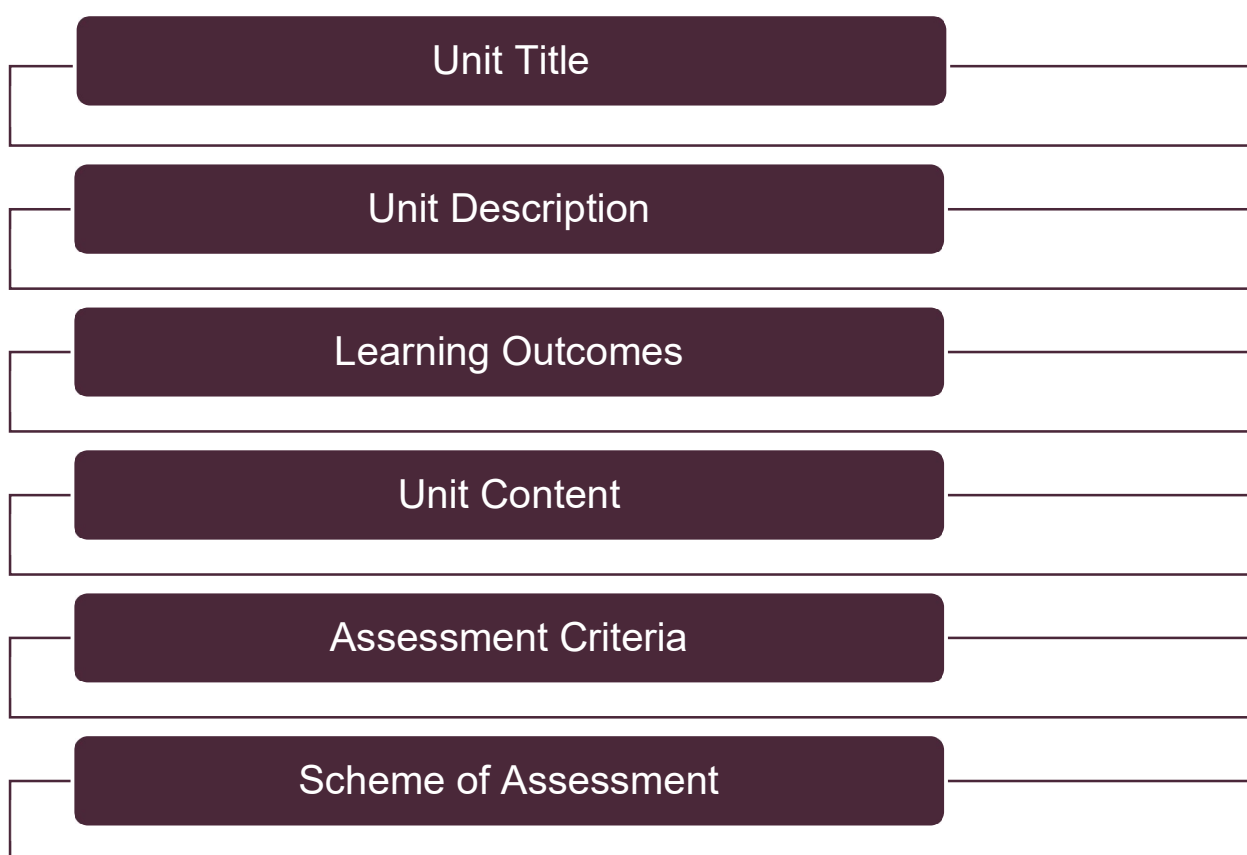 Unit Title
Unit Description
Learning Outcomes
Unit Content
Assessment Criteria
Scheme of Assessment